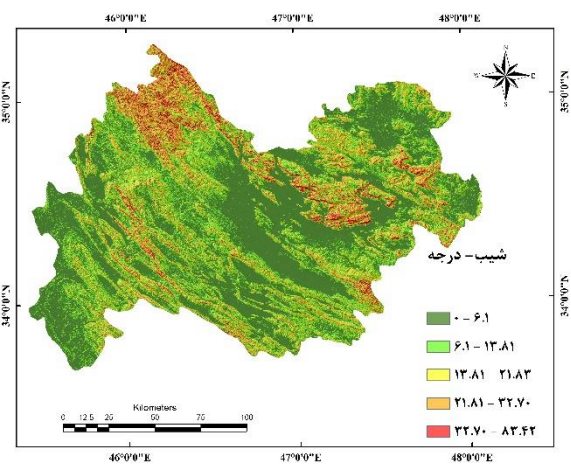 46°0'0"E 47°0'0"E 48°0'0"E
N
W E
S
35°0'0"N 35°0'0"N
شیب- درجه
۰ - ۶.۱
۶.۱ - ۱۳.۸۱
۱۳.۸۱ ۲۱.۸۳
۲۱.۸۱ - ۳۲.۷۰
۳۲.۷۰ - ۸۳.۴۲
34°0'0"N 34°0'0"N
Kilometers
0 12.5 25 50 75 100
46°0'0"E 47°0'0"E 48°0'0"E